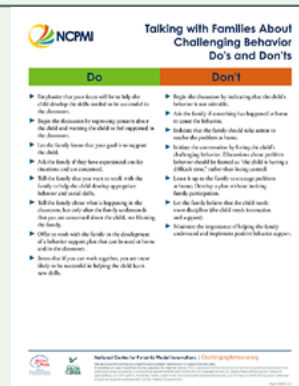 NCPMI
Talking with Families About
Challenging Behavior
Do's and Don'ts
Do
Don't
Emphasize that your focus will be to help the
child develop the skills needed to be successful in
the classroom.
Begin the discussion by expressing concern about
the child and wanting the child to feel supported in
the classroom.
Let the family know that your goal is to support
the child.
Ask the family if they have experienced similar
situations and are concerned.
Tell the family that you want to work with the
family to help the child develop appropriate
behavior and social skills.
Tell the family about what is happening in the
classroom, but only after the family understands
that you are concerned about the child, not blaming
the family.
Offer to work with the family in the development
of a behavior support plan that can be used at home
and in the classroom.
Stress that if you can work together, you are more
likely to be successful in helping the child learn
new skills.
Begin the discussion by indicating that the child's
behavior is not tolerable.
Ask the family if something has happened at home
to cause the behavior.
Indicate that the family should take action to
resolve the problem at home.
Initiate the conversation by listing the child's
challenging behavior. Discussions about problem
behavior should be framed as "the child is having a
difficult time," rather than being
Leave it up to the family to manage problems
at home; Develop a plan without inviting
family participation.
Let the family believe that the child needs
more discipline (the child needs instruction
and support).
Minimize the importance of helping the family
understand and implement positive behavior support.
National Center for Pyramid Model Innovations | ChallengingBehavior.org